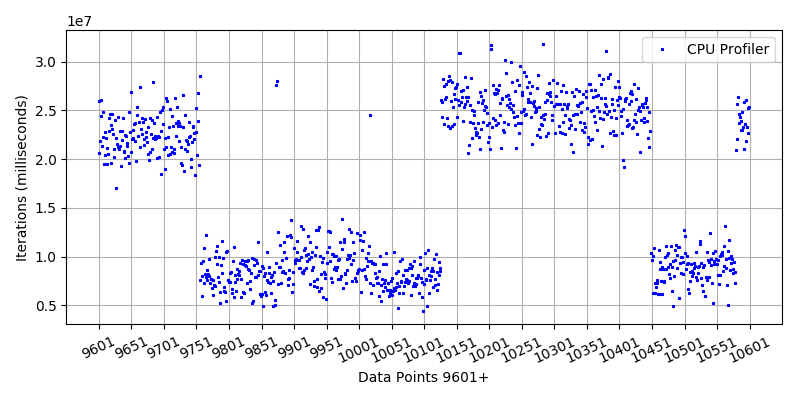 1e7
CPU Profiler
3.0
2.5
2.0
1.5
1.0
0.5
Iterations (milliseconds)
9601 9651 9701 9751 9801 9851 9901 9951 10001 10051 10101 10151 10201 10251 10301 10351 10401 10451 10501 10551 10601
Data Points 9601+